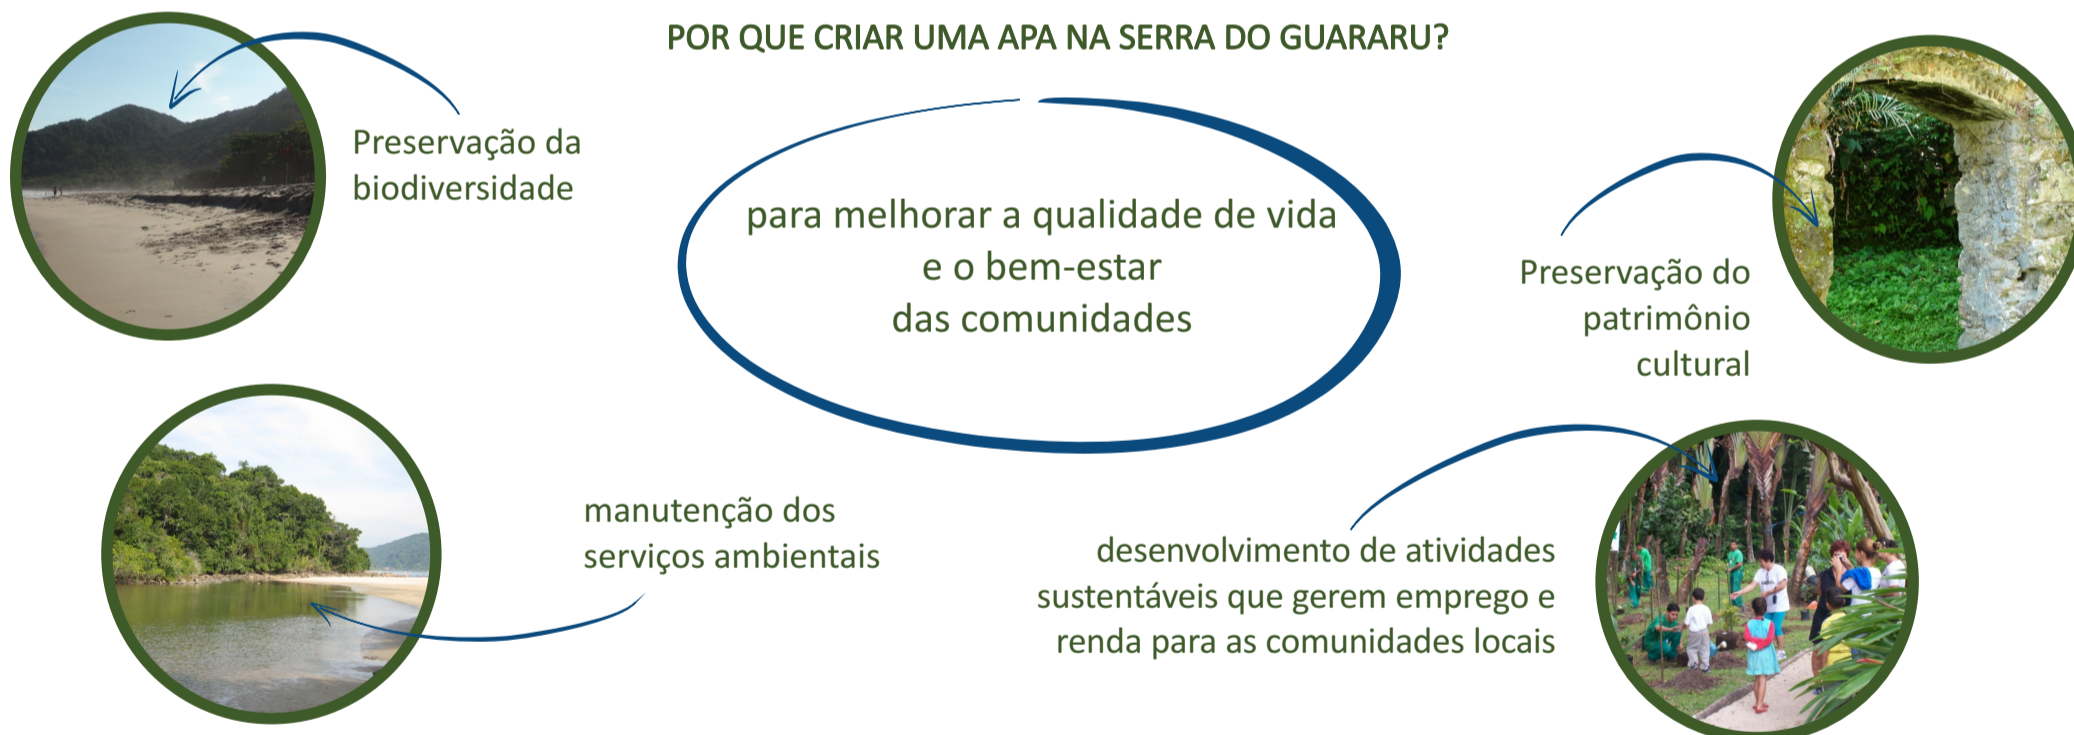 POR QUE CRIAR UMA APA NA SERRA DO GUARARU?
Preservação da
biodiversidade
para melhorar a qualidade de vida
e o bem-estar
das comunidades
Preservação do
patrimônio
cultural
manutenção dos
serviços ambientais
desenvolvimento de atividades
sustentáveis que gerem emprego e
renda para as comunidades locais